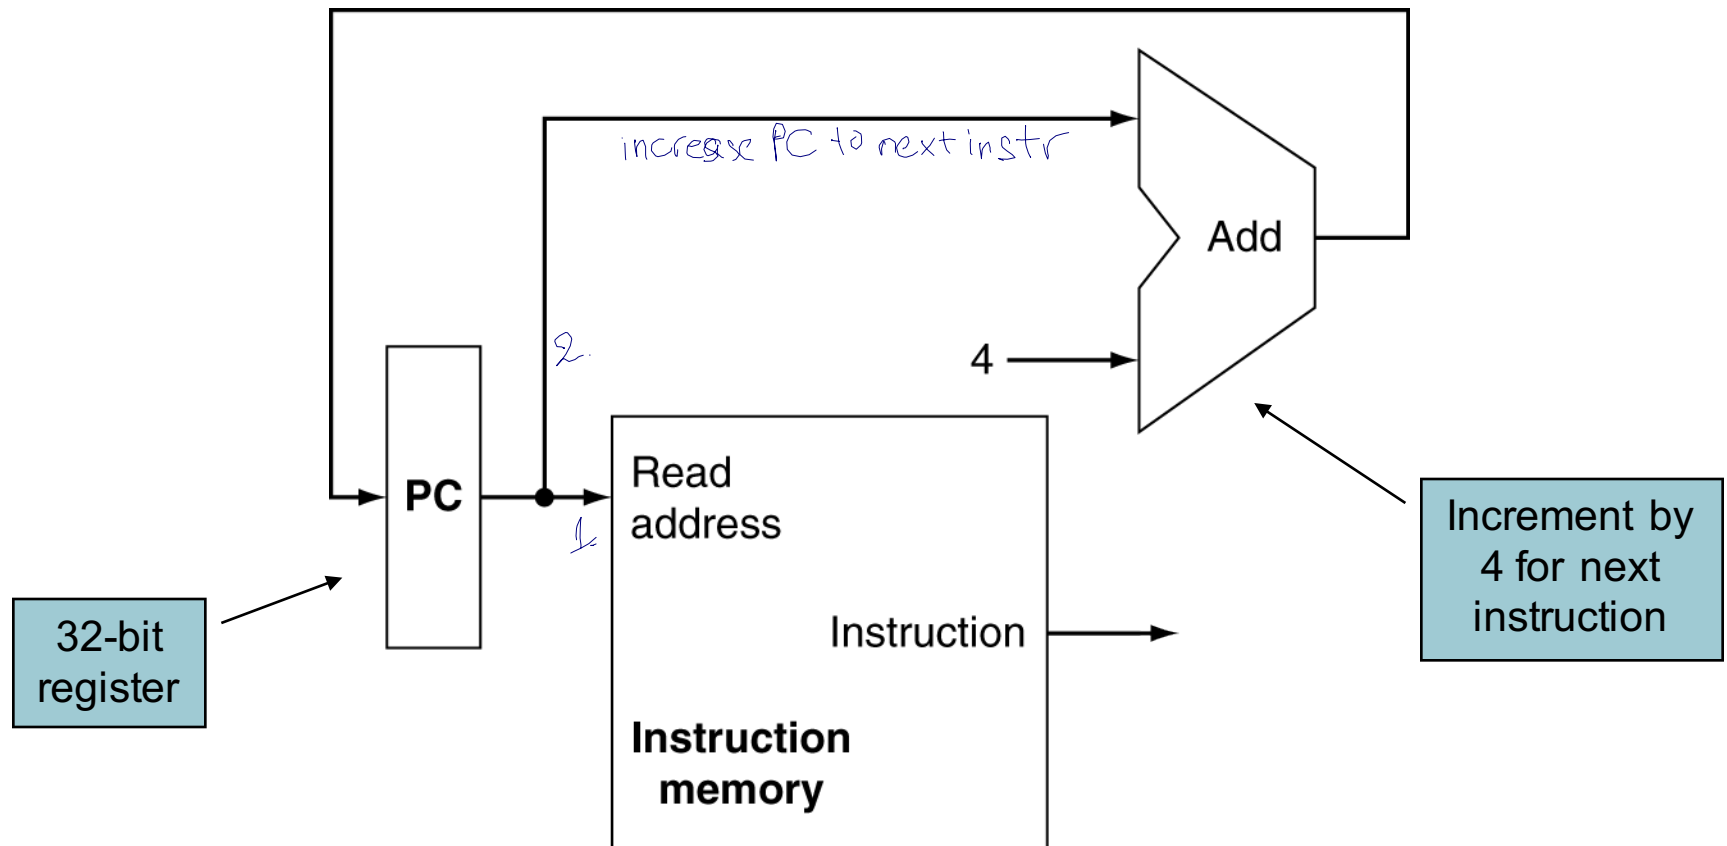 increase PC to next instr
Add
2.
4
PC
Read
address
1.
Increment by
4 for next
instruction
32-bit
register
Instruction
Instruction
memory